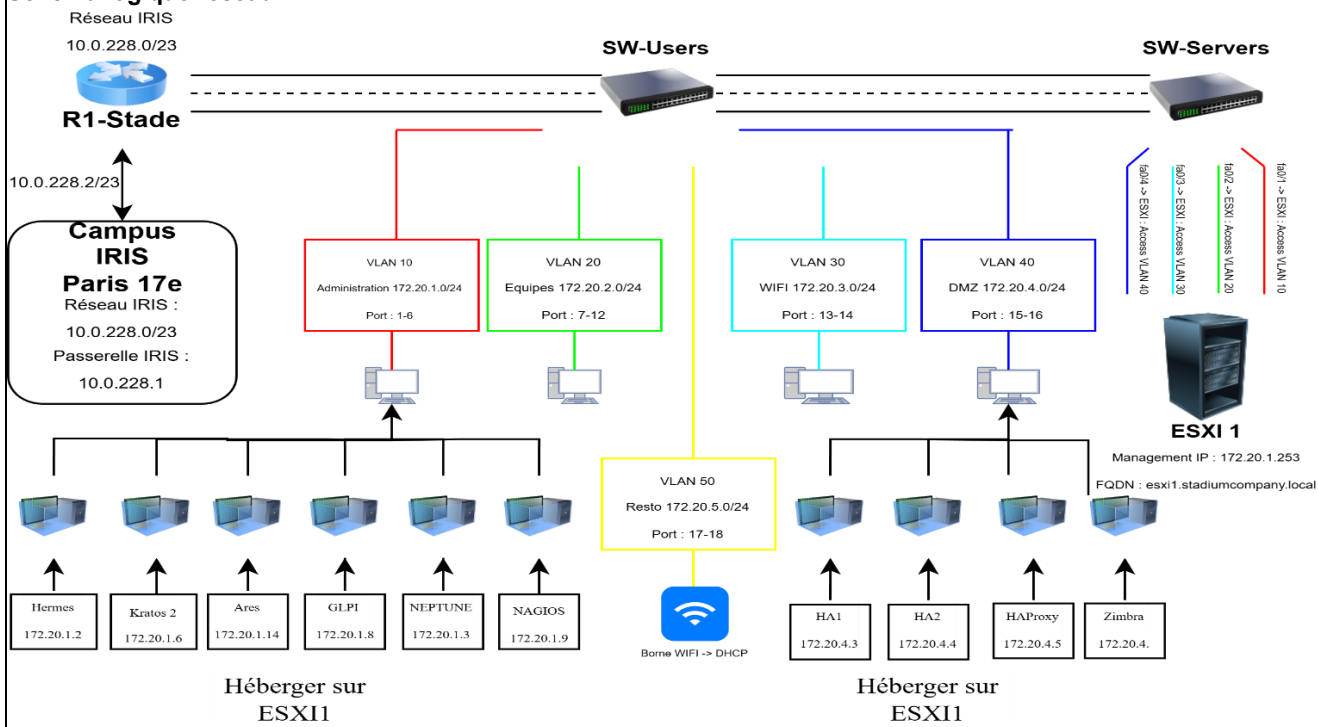 Réseau IRIS
10.0.228.0/23
R1-Stade
SW-Users
SW-Servers
10.0.228.2/23
Campus
IRIS
Paris 17e
Réseau IRIS :
10.0.228.0/23
Passerelle IRIS :
10.0.228.1
VLAN 10
Administration 172.20.1.0/24
Port : 1-6
VLAN 20
Equipes 172.20.2.0/24
Port : 7-12
VLAN 30
WIFI 172.20.3.0/24
Port : 13-14
VLAN 40
DMZ 172.20.4.0/24
Port : 15-16
fa0/4 -> ESXI : Access VLAN 40
fa0/3 -> ESXI : Access VLAN 30
fa0/2 -> ESXI : Access VLAN 20
fa0/1 -> ESXI : Access VLAN 10
ESXI 1
Management IP : 172.20.1.253
FQDN : esxi1.stadiumcompany.local
VLAN 50
Resto 172.20.5.0/24
Port : 17-18
Borne WIFI -> DHCP
Hermes
172.20.1.2
Kratos 2
172.20.1.6
Ares
172.20.1.14
GLPI
172.20.1.8
NEPTUNE
172.20.1.3
NAGIOS
172.20.1.9
HA1
172.20.4.3
HA2
172.20.4.4
HAProxy
172.20.4.5
Zimbra
172.20.4.
Héberger sur
ESXI1
Héberger sur
ESXI1